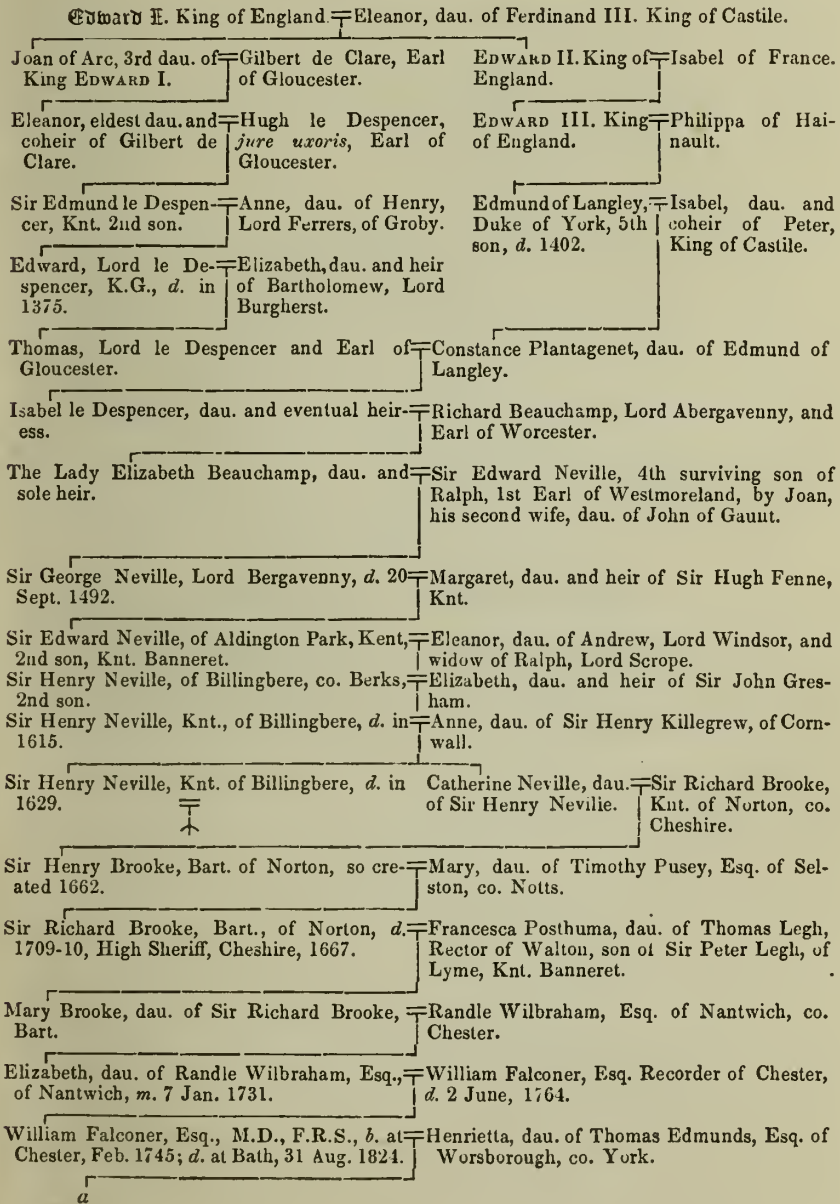 Edward I. King of England. Eleanor, dau. of Ferdinand III. King of Castile.
Joan of Arc, 3rd dau. of King EDWARD I.
Gilbert de Clare, Earl of Gloucester.
EDWARD II. King of England.
Isabel of France.
Eleanor, eldest dau. and coheir of Gilbert de Clare.
Hugh le Despencer, jure uxoris, Earl of Gloucester.
EDWARD III. King of England.
Philippa of Hai-
nault.
Sir Edmund le Despen-
cer, Knt. 2nd son.
Anne, dau. of Henry,
Lord Ferrers, of Groby.
Edmund of Langley,
Duke of York, 5th
son, d. 1402.
Isabel, dau. and
coheir of Peter,
King of Castile.
Edward, Lord le De-
spencer, K.G., d. in
1375.
Elizabeth, dau. and heir
of Bartholomew, Lord
Burgherst.
Thomas, Lord le Despencer and Earl of
Gloucester.
Constance Plantagenet, dau. of Edmund of
Langley.
Isabel le Despencer, dau. and eventual heir-
ess.
Richard Beauchamp, Lord Abergavenny, and
Earl of Worcester.
The Lady Elizabeth Beauchamp, dau. and
sole heir.
Sir Edward Neville, 4th surviving son of
Ralph, 1st Earl of Westmoreland, by Joan,
his second wife, dau. of John of Gaunt.
Sir George Neville, Lord Bergavenny, d. 20
Sept. 1492.
Margaret, dau. and heir of Sir Hugh Fenne,
Knt.
Sir Edward Neville, of Aldington Park, Kent,
2nd son, Knt. Banneret.
Eleanor, dau. of Andrew, Lord Windsor, and
widow of Ralph, Lord Scrope.
Sir Henry Neville, of Billingbere, co. Berks,
2nd son.
Elizabeth, dau. and heir of Sir John Gres-
ham.
Sir Henry Neville, Knt., of Billingbere, d. in
1615.
Anne, dau. of Sir Henry Killegrew, of Corn-
wall.
Sir Henry Neville, Knt. of Billingbere, d. in
1629.
Catherine Neville, dau.
of Sir Henry Nevilie.
Sir Richard Brooke,
Knt. of Norton, co.
Cheshire.
Sir Henry Brooke, Bart. of Norton, so cre-
ated 1662.
Mary, dau. of Timothy Pusey, Esq. of Sel-
ston, co. Notts.
Sir Richard Brooke, Bart., of Norton, d.
1709-10, High Sheriff, Cheshire, 1667.
Francesca Posthuma, dau. of Thomas Legh,
Rector of Walton, son of Sir Peter Legh, of
Lyme, Knt. Banneret.
Mary Brooke, dau. of Sir Richard Brooke,
Bart.
Randle Wilbraham, Esq. of Nantwich, co.
Chester.
Elizabeth, dau. of Randle Wilbraham, Esq.,
of Nantwich, m. 7 Jan. 1731.
William Falconer, Esq. Recorder of Chester,
d. 2 June, 1764.
William Falconer, Esq., M.D., F.R.S., b. at
Chester, Feb. 1745; d. at Bath, 31 Aug. 1824.
Henrietta, dau. of Thomas Edmunds, Esq. of
Worsborough, co. York.
a